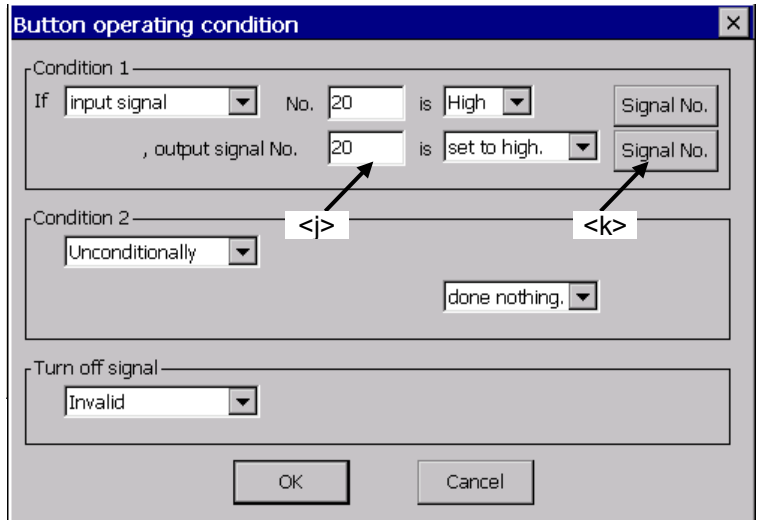 Button operating condition
Condition 1
If input signal No. 20 is High Signal No.
, output signal No. 20 is set to high. Signal No.
Condition 2
<j> <k>
Unconditionally
done nothing.
Turn off signal
Invalid
OK Cancel